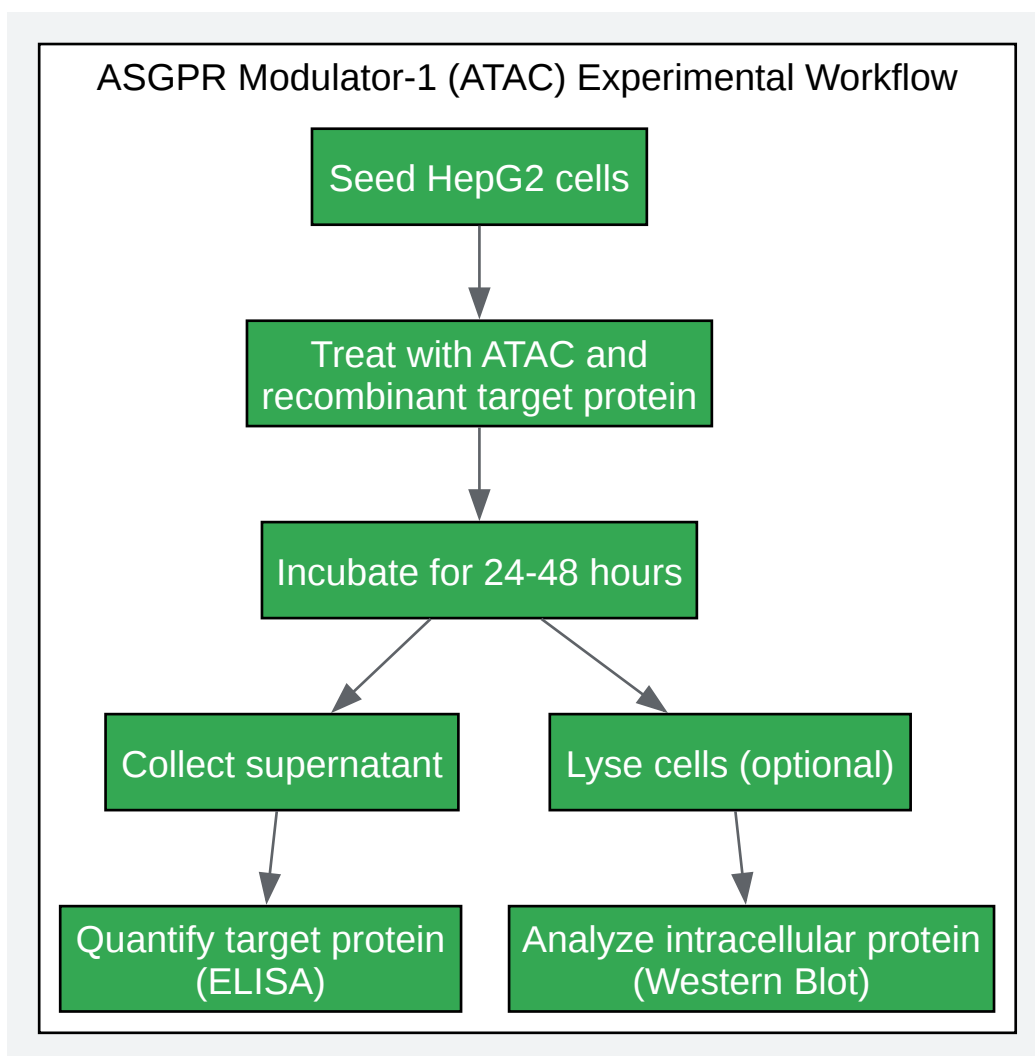 ASGPR Modulator-1 (ATAC) Experimental Workflow
Seed HepG2 cells
Treat with ATAC and
recombinant target protein
Incubate for 24-48 hours
Collect supernatant
Lyse cells (optional)
Quantify target protein
(ELISA)
Analyze intracellular protein
(Western Blot)